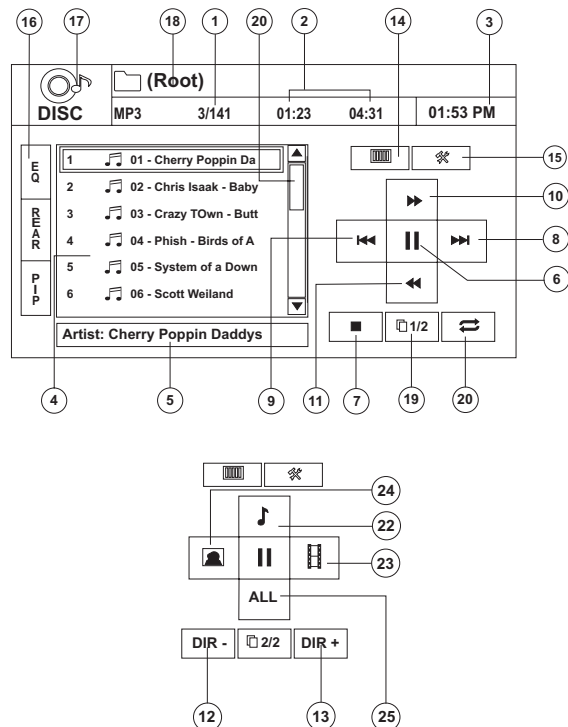 16 17 18 1 20 2 14 3
DISC
(Root)
MP3 3/141 01:23 04:31 01:53 PM
EQ
REAR
PIP
1 01 - Cherry Poppin Da
2 02 - Chris Isaak - Baby
3 03 - Crazy TOwn - Butt
4 04 - Phish - Birds of A
5 05 - System of a Down
6 06 - Scott Weiland
Artist: Cherry Poppin Daddys
15
10
8
6
1/2
4 5 9 11 7 19 20
24
22
23
ALL
DIR - 2/2 DIR +
12 13 25